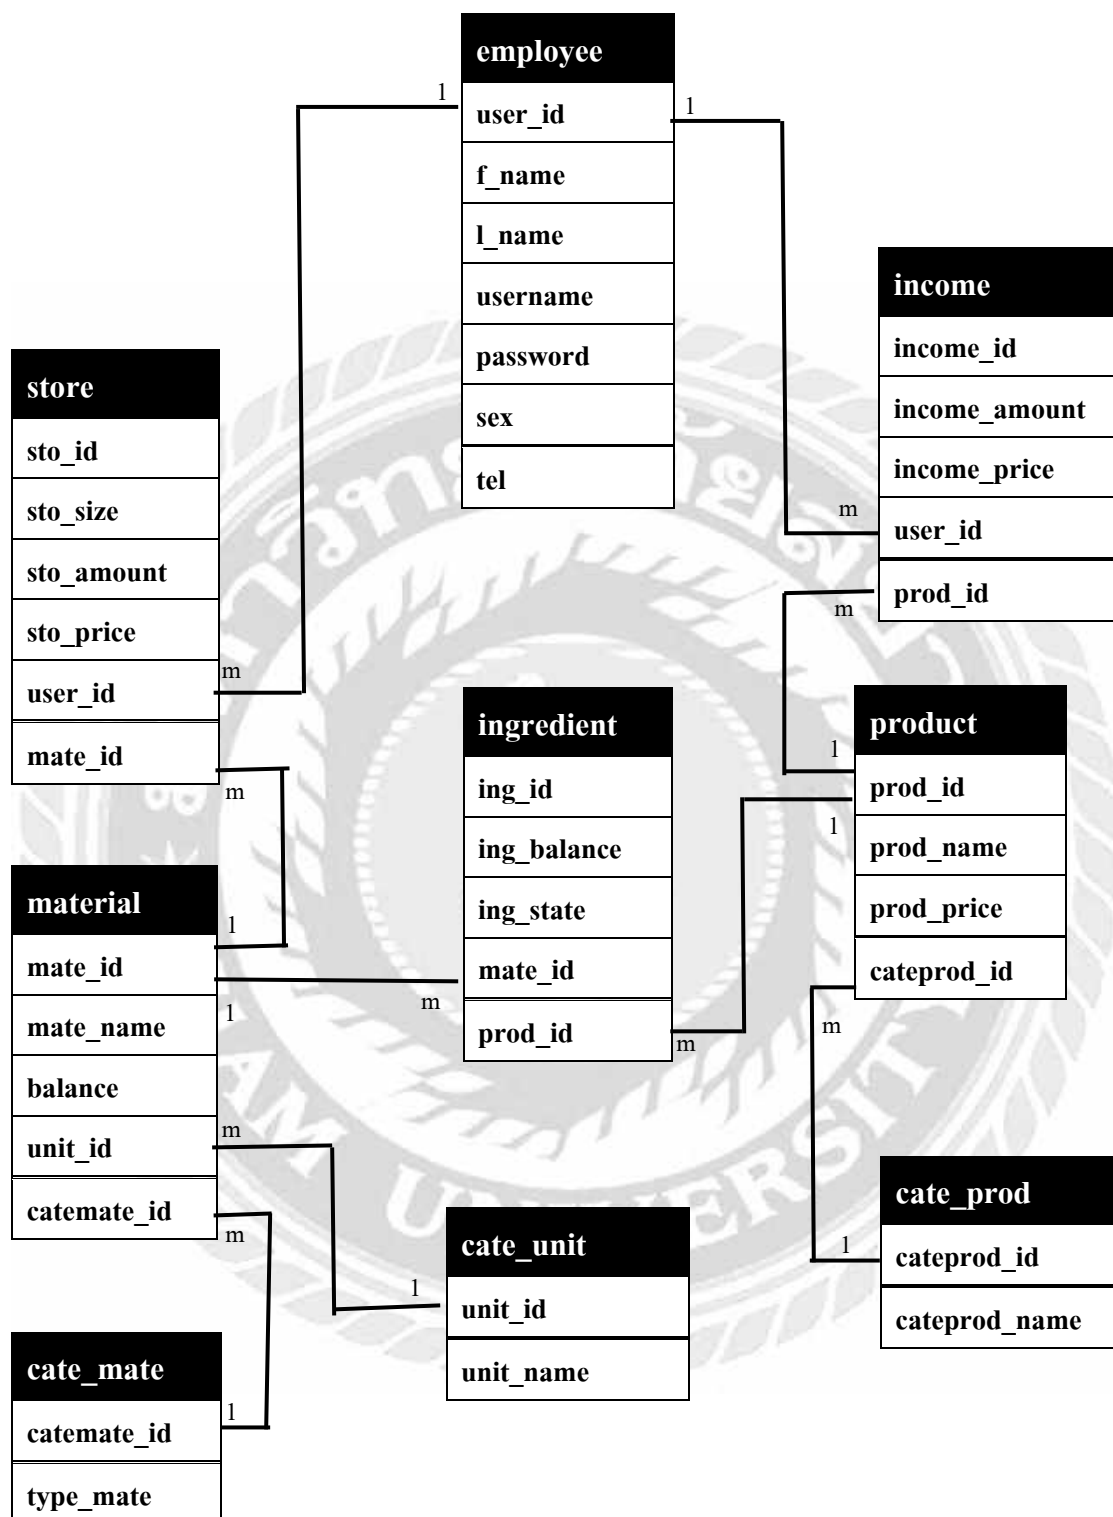 employee
user_id
f_name
l_name
username
password
sex
tel
1
1
income
income_id
income_amount
income_price
user_id
prod_id
m
m
store
sto_id
sto_size
sto_amount
sto_price
user_id
mate_id
m
m
ingredient
ing_id
ing_balance
ing_state
mate_id
prod_id
m
m
product
prod_id
prod_name
prod_price
cateprod_id
1
1
m
material
mate_id
mate_name
balance
unit_id
catemate_id
1
1
m
m
cate_unit
unit_id
unit_name
1
cate_prod
cateprod_id
cateprod_name
1
cate_mate
catemate_id
type_mate
1
AM UNIVERSIT